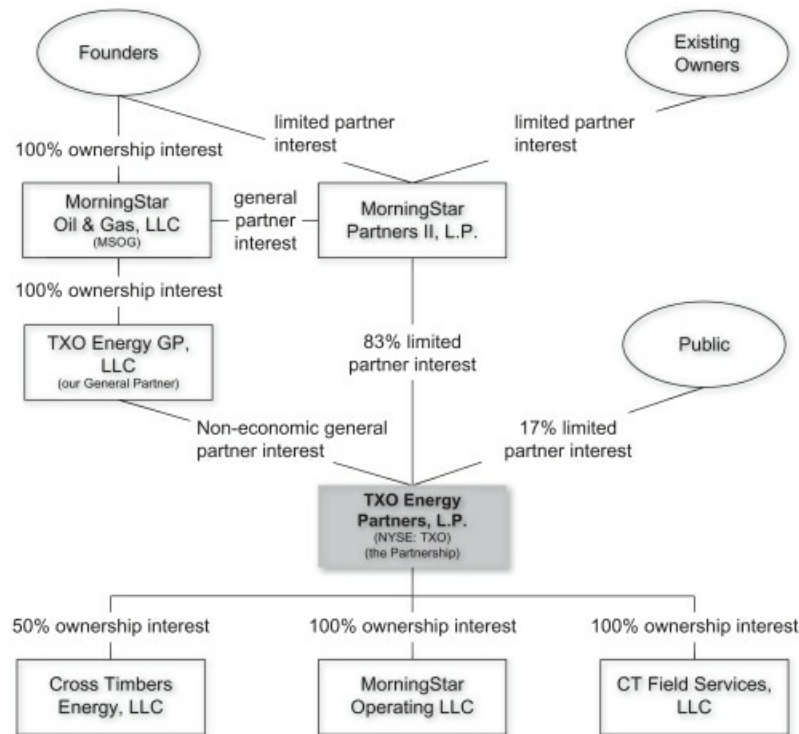 Founders
Existing
Owners
limited partner
interest
limited partner
interest
100% ownership interest
MorningStar
Oil & Gas, LLC
(MSOG)
general
partner
interest
MorningStar
Partners II, L.P.
100% ownership interest
TXO Energy GP,
LLC
(our General Partner)
83% limited
partner interest
Public
Non-economic general
partner interest
17% limited
partner interest
TXO Energy
Partners, L.P.
(NYSE: TXO)
(the Partnership)
50% ownership interest
100% ownership interest
100% ownership interest
Cross Timbers
Energy, LLC
MorningStar
Operating LLC
CT Field Services,
LLC